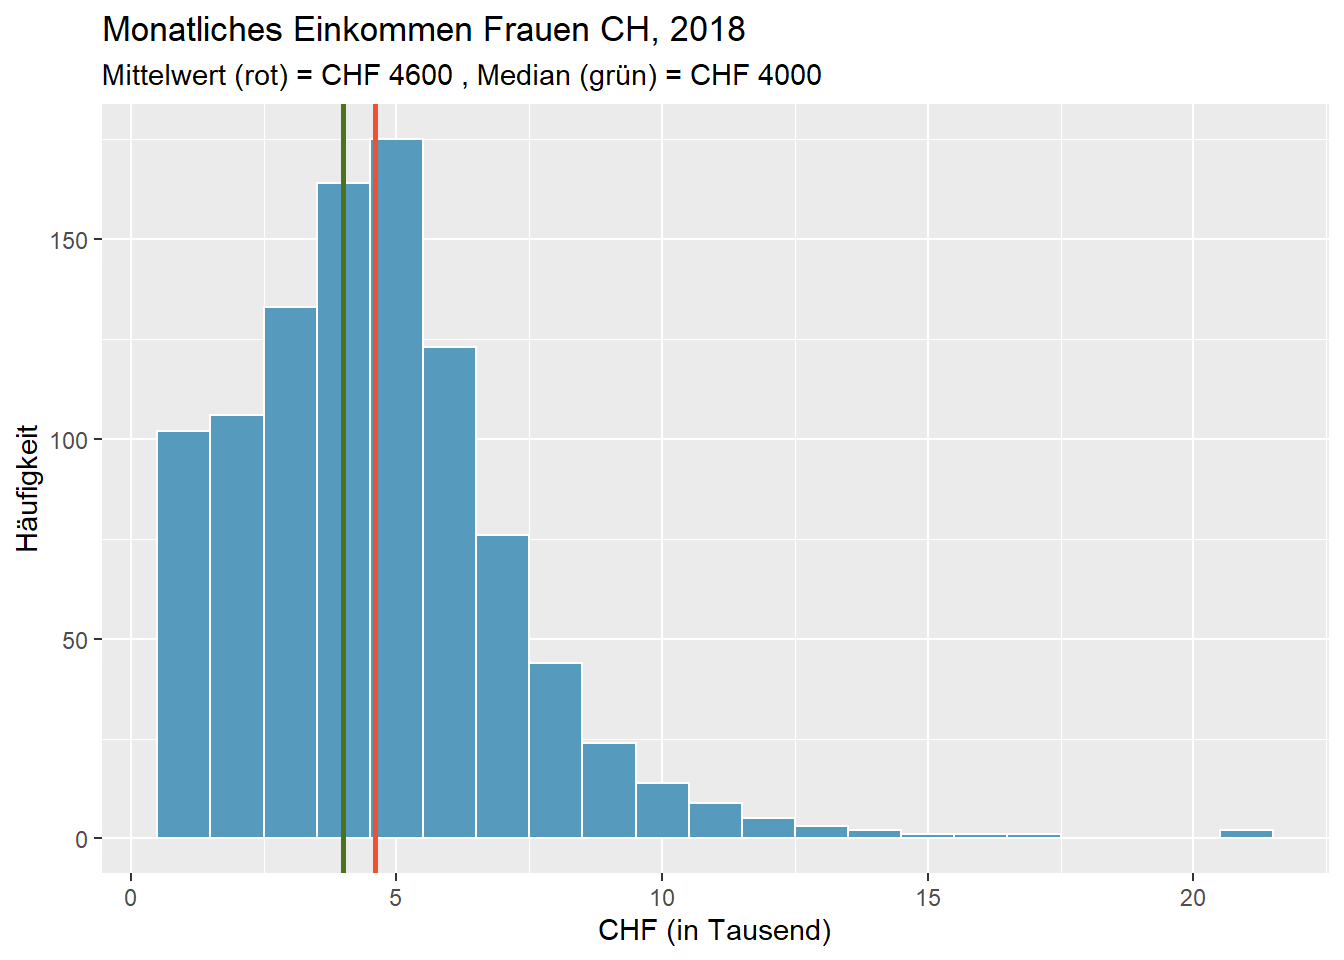 Monatliches Einkommen Frauen CH, 2018
Mittelwert (rot) = CHF 4600 , Median (grün) = CHF 4000
Häufigkeit
150
100
50
0
0 5 10 15 20
CHF (in Tausend)